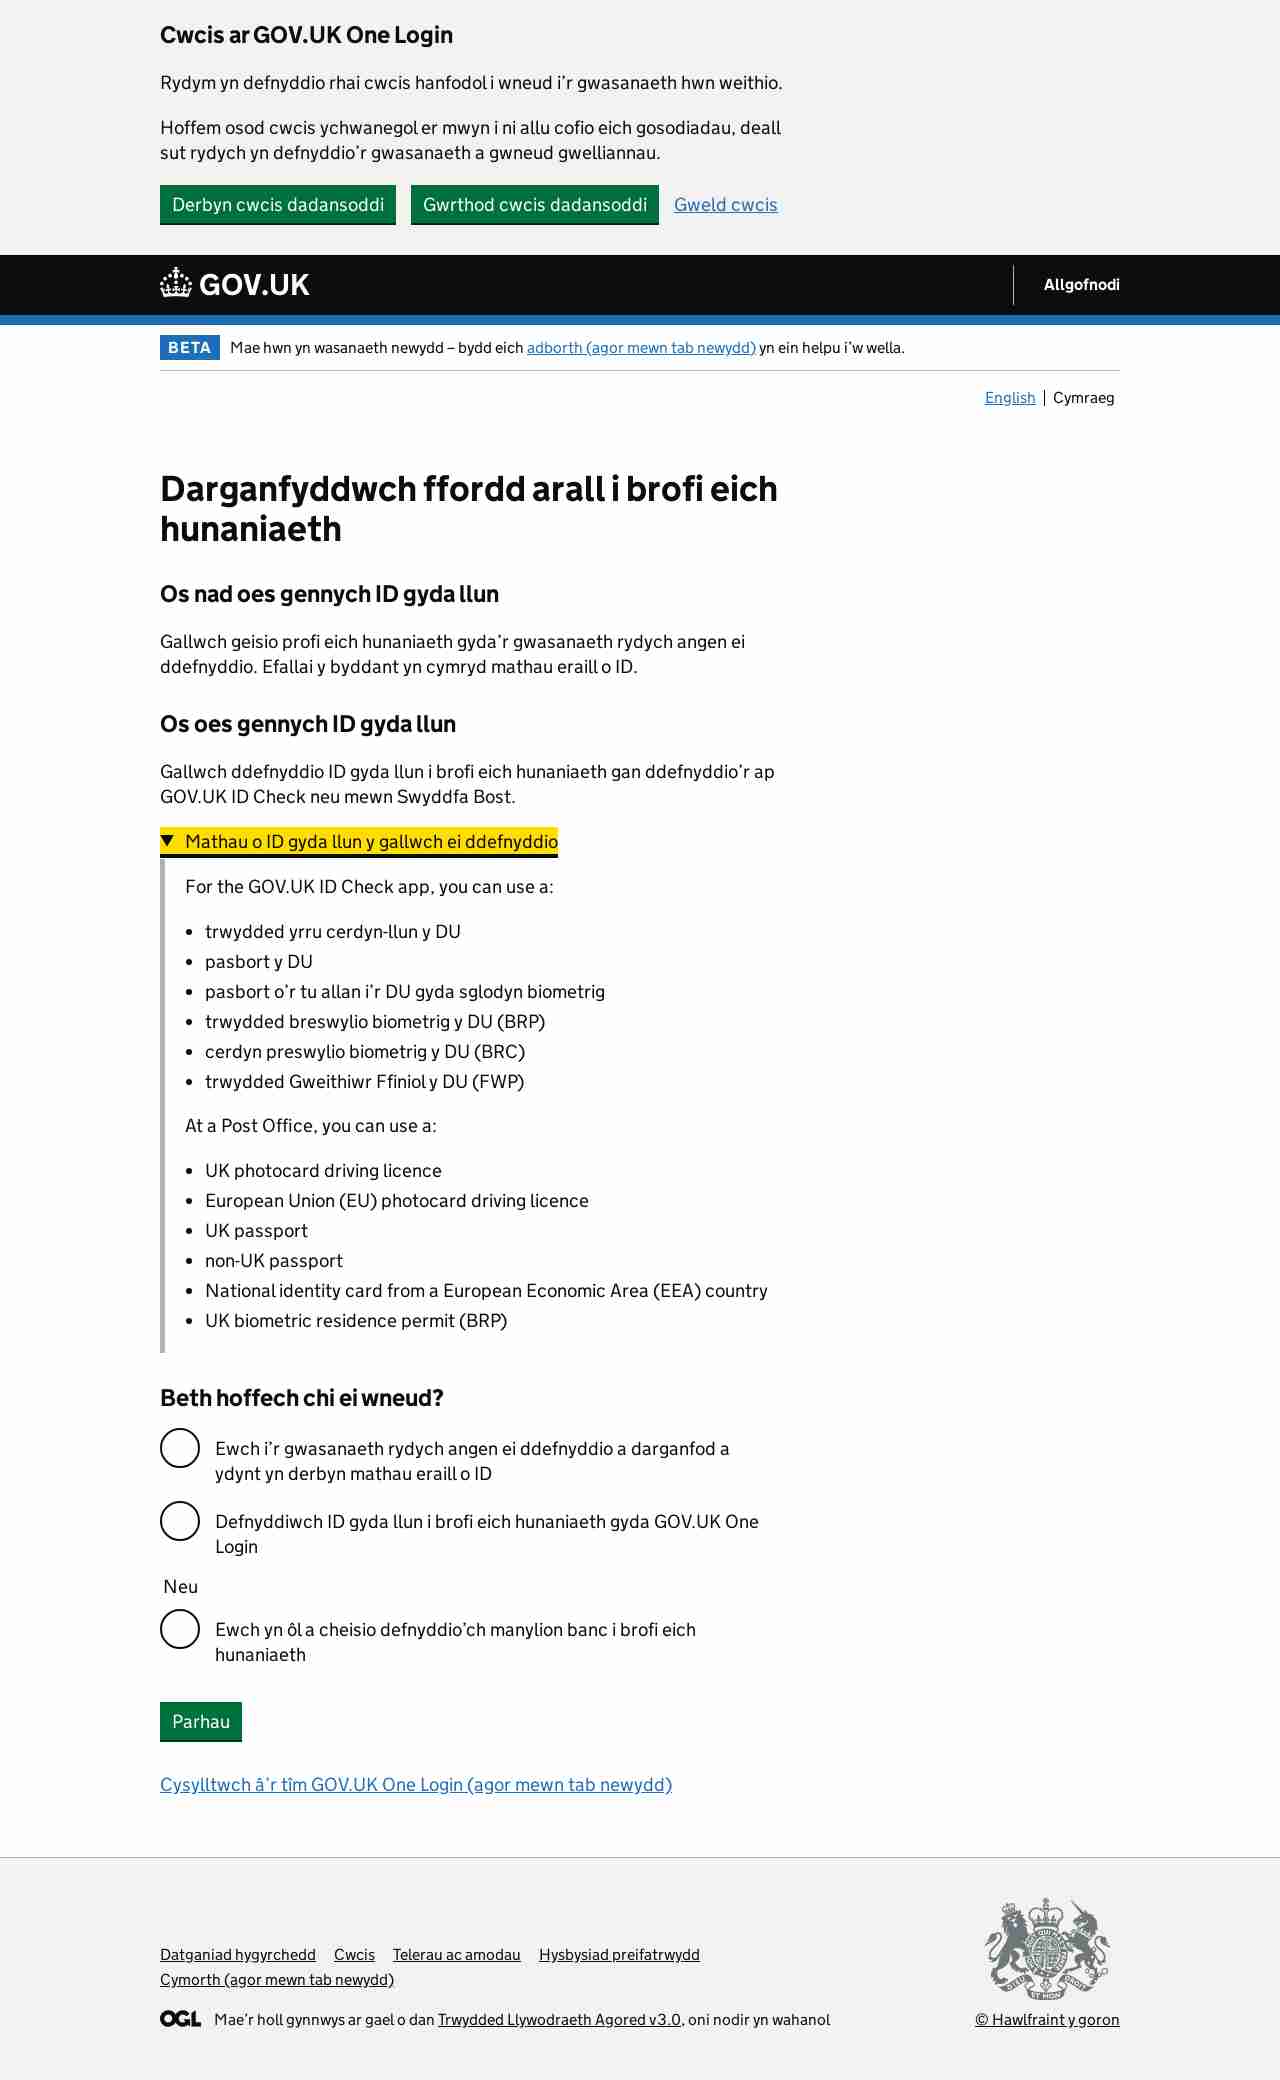 Cwcis ar GOV.UK One Login
Rydym yn defnyddio rhai cwcis hanfodol i wneud i’r gwasanaeth hwn weithio.
Hoffem osod cwcis ychwanegol er mwyn i ni allu cofio eich gosodiadau, deall
sut rydych yn defnyddio’r gwasanaeth a gwneud gwelliannau.
Derbyn cwcis dadansoddi Gwrthod cwcis dadansoddi Gweld cwcis
GOV.UK Allgofnodi
BETA Mae hwn yn wasanaeth newydd – bydd eich adborth (agor mewn tab newydd) yn ein helpu i’w wella.
English Cymraeg
Darganfyddwch ffordd arall i brofi eich
hunaniaeth
Os nad oes gennych ID gyda llun
Gallwch geisio profi eich hunaniaeth gyda’r gwasanaeth rydych angen ei
ddefnyddio. Efallai y byddant yn cymryd mathau eraill o ID.
Os oes gennych ID gyda llun
Gallwch ddefnyddio ID gyda llun i brofi eich hunaniaeth gan ddefnyddio’r ap
GOV.UK ID Check neu mewn Swyddfa Bost.
Mathau o ID gyda llun y gallwch ei ddefnyddio
For the GOV.UK ID Check app, you can use a:
• trwydded yrru cerdyn-llun y DU
• pasbort y DU
• pasbort o’r tu allan i’r DU gyda sglodyn biometrig
• trwydded breswylio biometrig y DU (BRP)
• cerdyn preswylio biometrig y DU (BRC)
• trwydded Gweithiwr Ffiniol y DU (FWP)
At a Post Office, you can use a:
• UK photocard driving licence
• European Union (EU) photocard driving licence
• UK passport
• non-UK passport
• National identity card from a European Economic Area (EEA) country
• UK biometric residence permit (BRP)
Beth hoffech chi ei wneud?
Ewch i’r gwasanaeth rydych angen ei ddefnyddio a darganfod a
ydynt yn derbyn mathau eraill o ID
Defnyddiwch ID gyda llun i brofi eich hunaniaeth gyda GOV.UK One
Login
Neu
Ewch yn ôl a cheisio defnyddio’ch manylion banc i brofi eich
hunaniaeth
Parhau
Cysylltwch â’r tîm GOV.UK One Login (agor mewn tab newydd)
Datganiad hygyrchedd Cwcis Telerau ac amodau Hysbysiad preifatrwydd
Cymorth (agor mewn tab newydd)
OGL Mae’r holl gynnwys ar gael o dan Trwydded Llywodraeth Agored v3.0, oni nodir yn wahanol
© Hawlfraint y goron